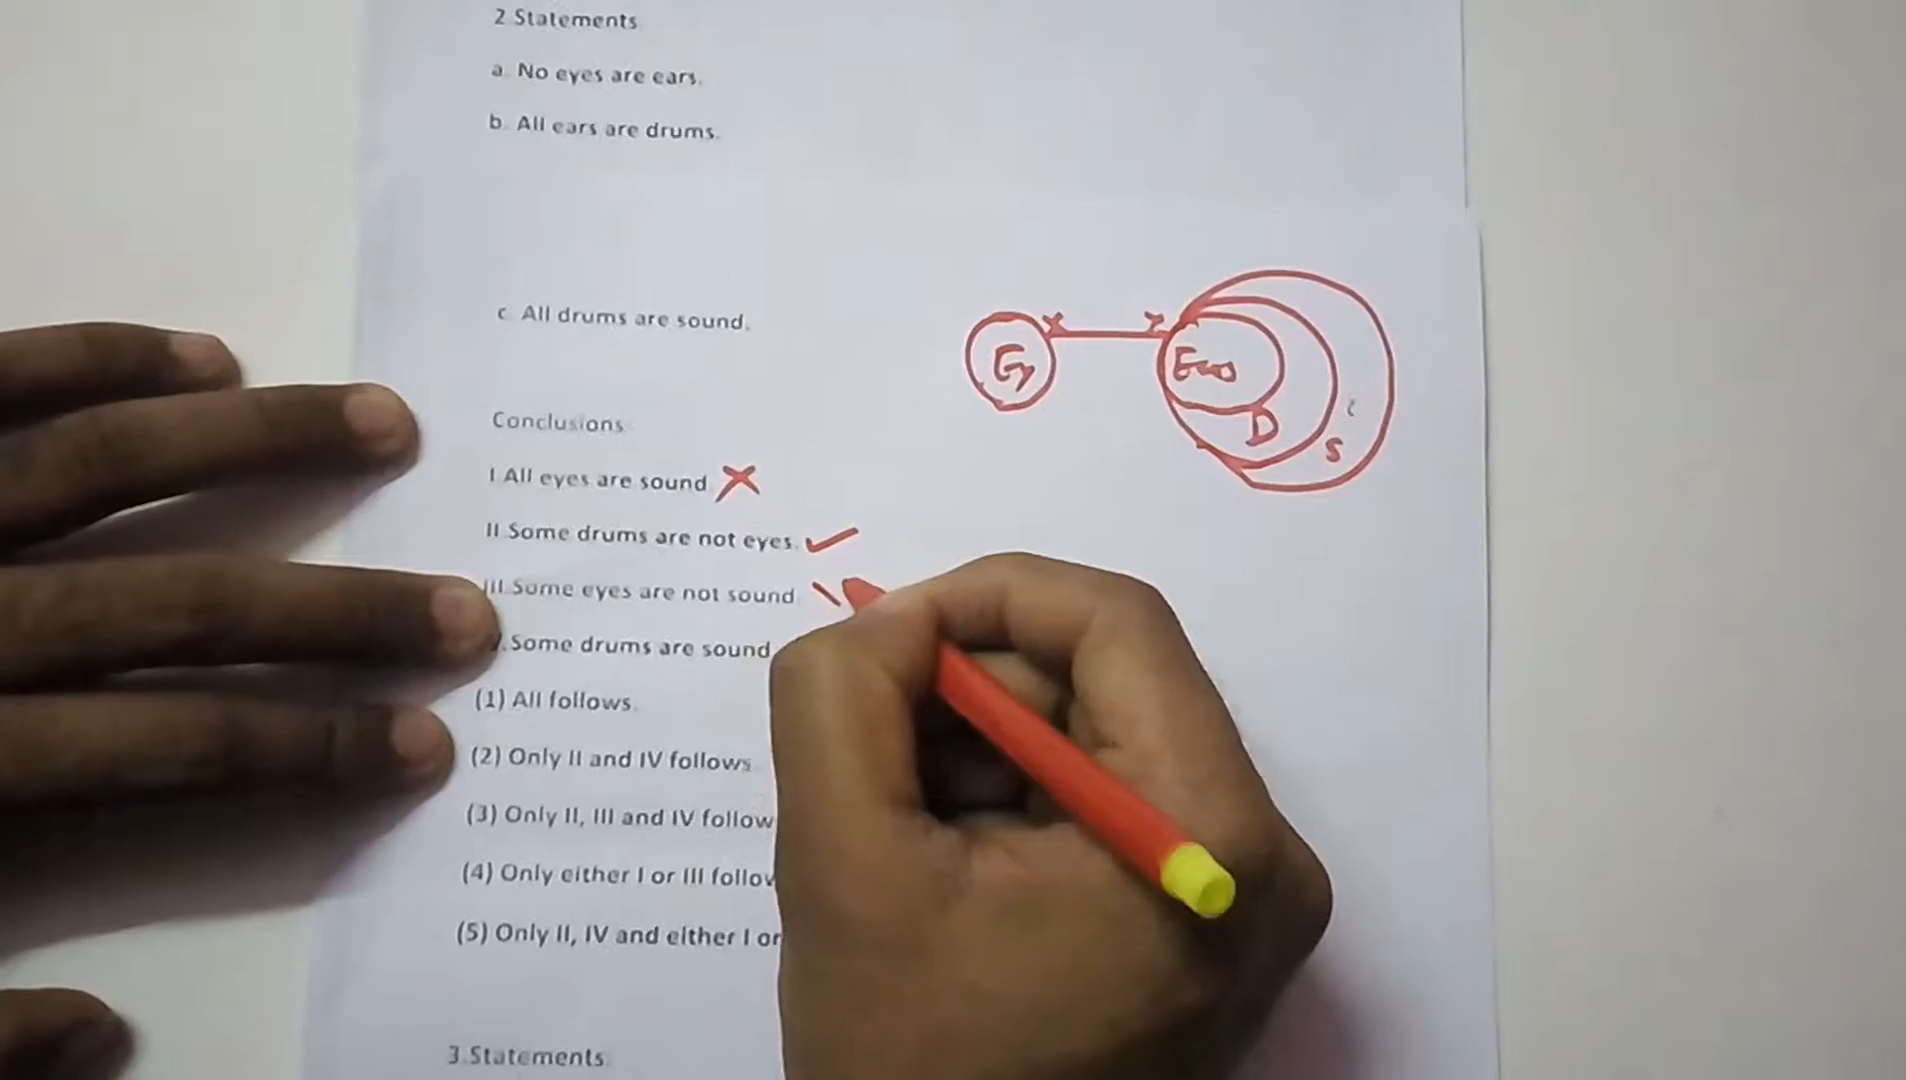 2 Statements
a. No eyes are ears.
b. All ears are drums.
c. All drums are sound.
Conclusions
I.All eyes are sound
II.Some drums are not eyes.
III.Some eyes are not sound.
.Some drums are sound
(1) All follows.
(2) Only II and IV follows
(3) Only II, III and IV follow
(4) Only either I or III follow
(5) Only II, IV and either I or
3.Statements
Ey
D
S